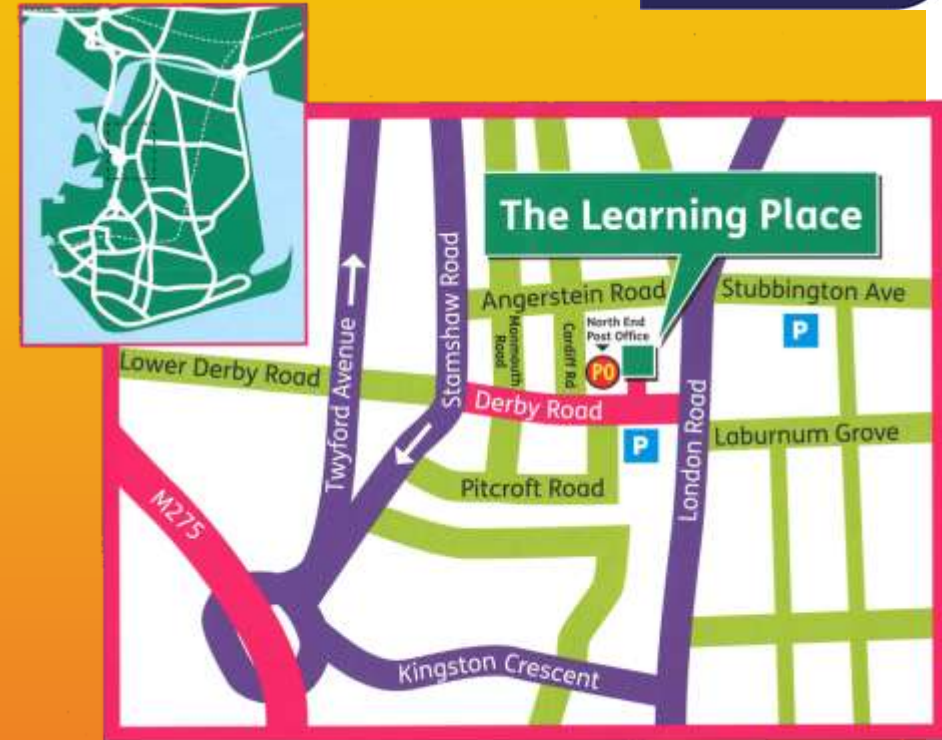 The Learning Place
Angerstein Road
Stubbington Ave
North End
Post Office
PO
P
Monmouth
Road
Cardiff Rd
Lower Derby Road
Twyford Avenue
Stamshaw Road
Derby Road
P
London Road
Laburnum Grove
Pitcroft Road
M275
Kingston Crescent